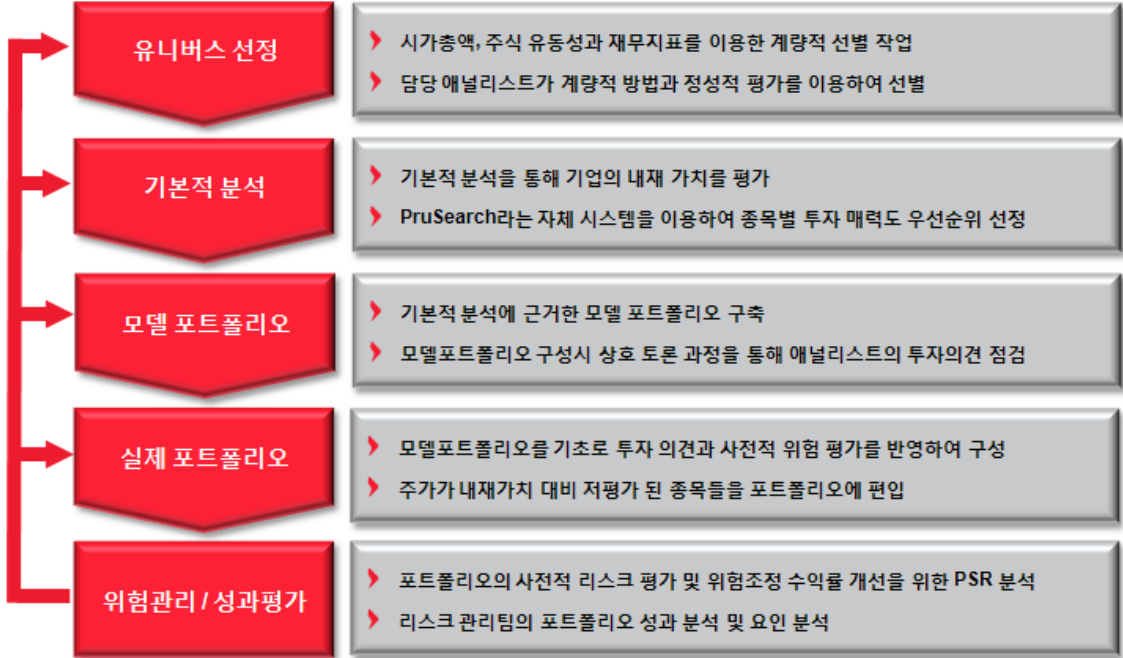 유니버스 선정
시가총액, 주식 유동성과 재무지표를 이용한 계량적 선별 작업
담당 애널리스트가 계량적 방법과 정성적 평가를 이용하여 선별
기본적 분석
기본적 분석을 통해 기업의 내재 가치를 평가
PruSearch라는 자체 시스템을 이용하여 종목별 투자 매력도 우선순위 선정
모델 포트폴리오
기본적 분석에 근거한 모델 포트폴리오 구축
모델포트폴리오 구성시 상호 토론 과정을 통해 애널리스트의 투자의견 점검
실제 포트폴리오
모델포트폴리오를 기초로 투자 의견과 사전적 위험 평가를 반영하여 구성
주가가 내재가치 대비 저평가 된 종목들을 포트폴리오에 편입
위험관리 / 성과평가
포트폴리오의 사전적 리스크 평가 및 위험조정 수익률 개선을 위한 PSR 분석
리스크 관리팀의 포트폴리오 성과 분석 및 요인 분석